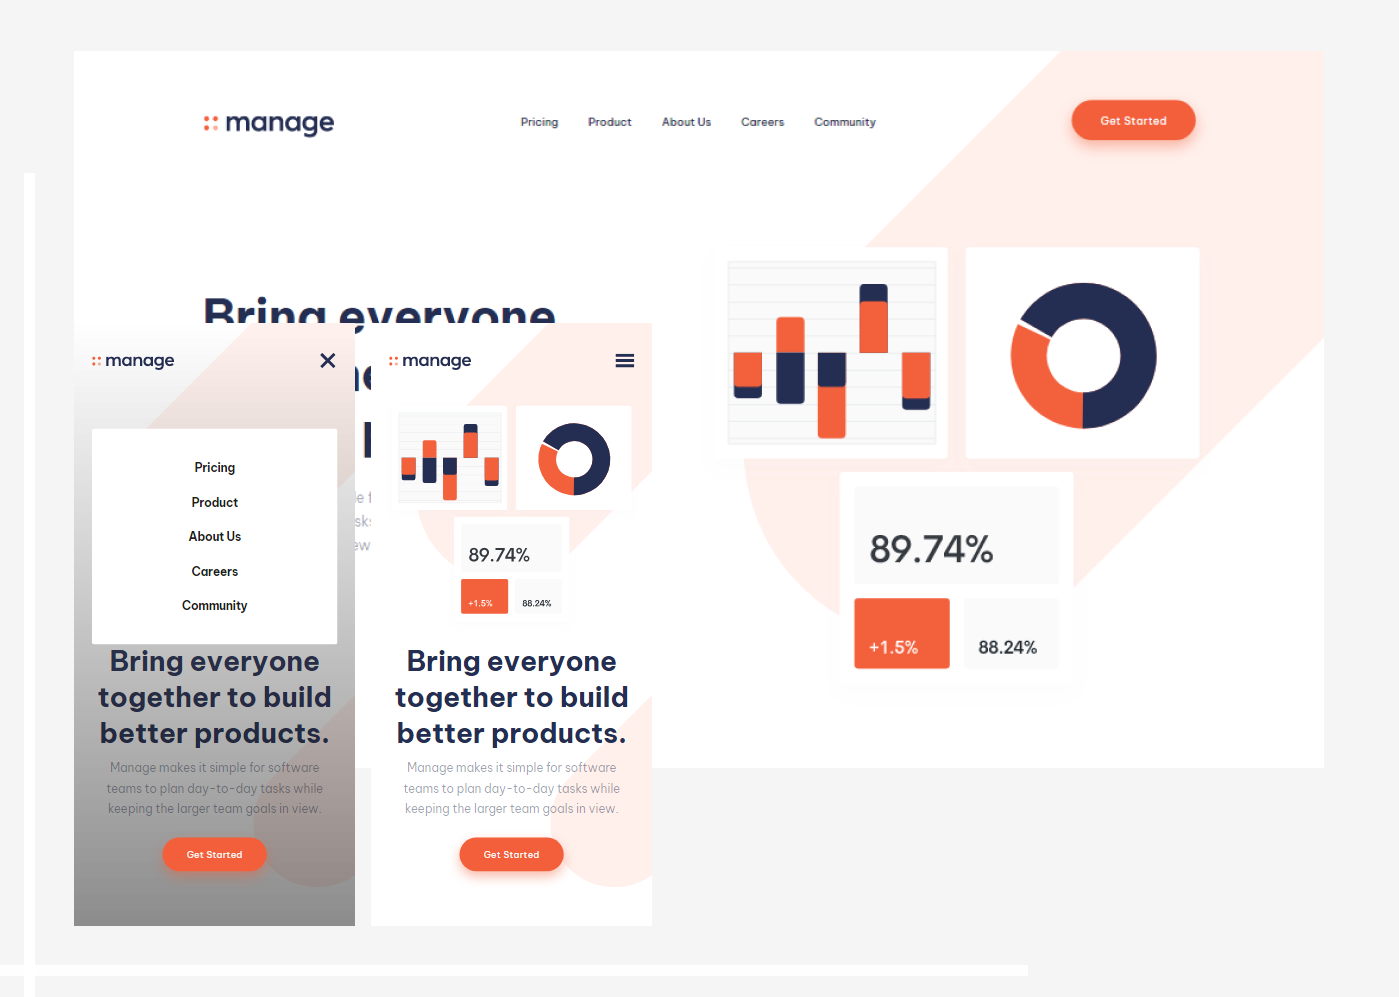 manage
Pricing Product About Us Careers Community
Get Started
Bring everyone
89.74%
+1.5% 88.24%
manage
Pricing
Product
About Us
Careers
Community
Bring everyone
together to build
better products.
Manage makes it simple for software
teams to plan day-to-day tasks while
keeping the larger team goals in view.
Get Started
manage
89.74%
+1.5% 88.24%
Bring everyone
together to build
better products.
Manage makes it simple for software
teams to plan day-to-day tasks while
keeping the larger team goals in view.
Get Started